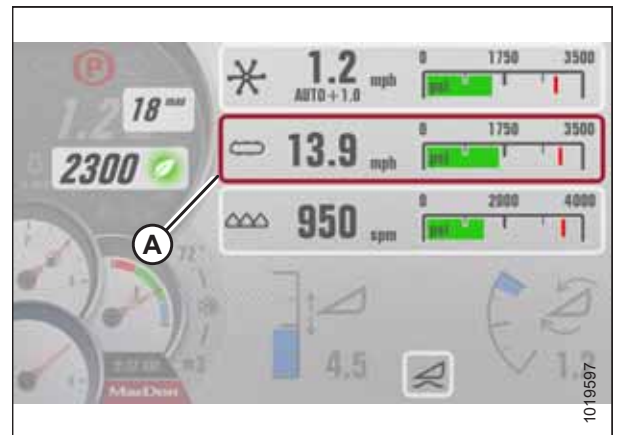 P
1.2
18 max
2300
1.2 mph
AUTO + 1.0
0 1750 3500
psi
13.9 mph
0 1750 3500
psi
A
950 spm
0 2000 4000
psi
4.5
1.2
MacDon
1019597